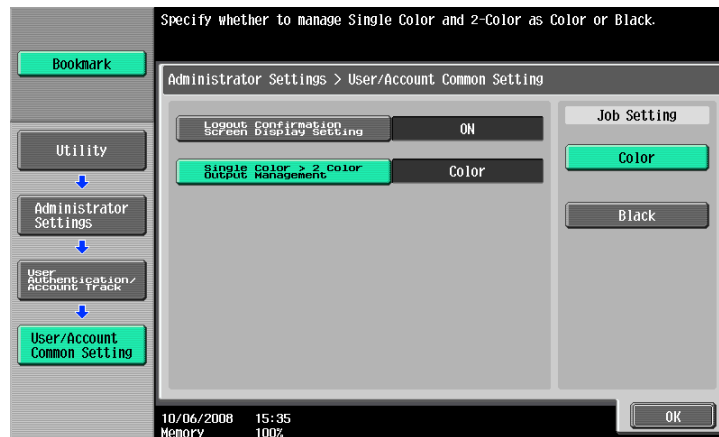 Specify whether to manage Single Color and 2-Color as Color or Black.
Bookmark
Administrator Settings > User/Account Common Setting
Logout Confirmation
Screen Display Setting
ON
Single Color > 2 Color
Output Management
Color
Job Setting
Color
Black
Utility
Administrator
Settings
User
Authentication/
Account Track
User/Account
Common Setting
10/06/2008 15:35
Memory 100%
OK